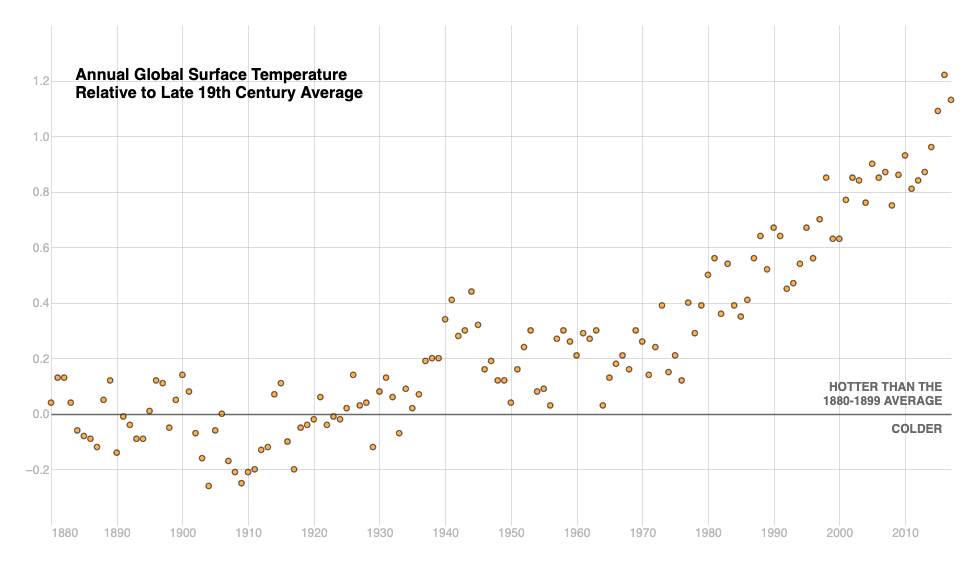 Annual Global Surface Temperature
Relative to Late 19th Century Average
1.2
1.0
0.8
0.6
0.4
0.2
0.0
−0.2
HOTTER THAN THE
1880-1899 AVERAGE
COLDER
1880 1890 1900 1910 1920 1930 1940 1950 1960 1970 1980 1990 2000 2010